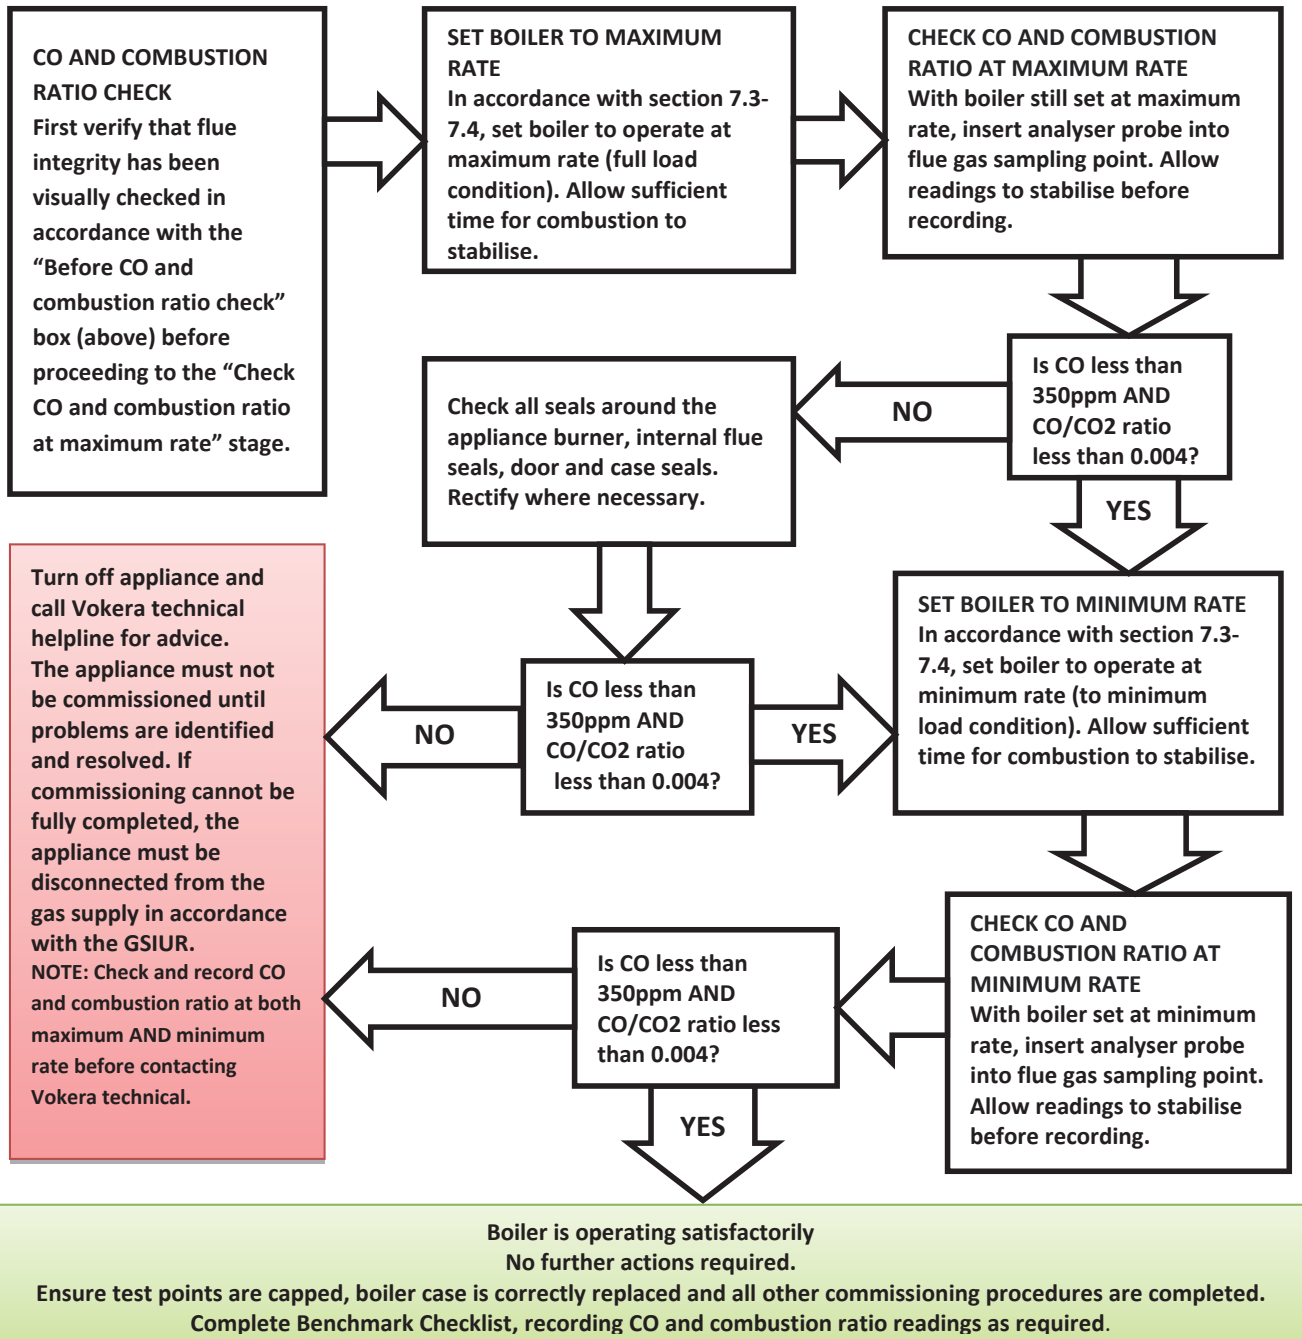 CO AND COMBUSTION
RATIO CHECK
First verify that flue
integrity has been
visually checked in
accordance with the
“Before CO and
combustion ratio check”
box (above) before
proceeding to the “Check
CO and combustion ratio
at maximum rate” stage.
SET BOILER TO MAXIMUM
RATE
In accordance with section 7.3-
7.4, set boiler to operate at
maximum rate (full load
condition). Allow sufficient
time for combustion to
stabilise.
CHECK CO AND COMBUSTION
RATIO AT MAXIMUM RATE
With boiler still set at maximum
rate, insert analyser probe into
flue gas sampling point. Allow
readings to stabilise before
recording.
Is CO less than
350ppm AND
CO/CO2 ratio
less than 0.004?
NO
YES
Check all seals around the
appliance burner, internal flue
seals, door and case seals.
Rectify where necessary.
Is CO less than
350ppm AND
CO/CO2 ratio
less than 0.004?
NO
YES
SET BOILER TO MINIMUM RATE
In accordance with section 7.3-
7.4, set boiler to operate at
minimum rate (to minimum
load condition). Allow sufficient
time for combustion to stabilise.
CHECK CO AND
COMBUSTION RATIO AT
MINIMUM RATE
With boiler set at minimum
rate, insert analyser probe
into flue gas sampling point.
Allow readings to stabilise
before recording.
Is CO less than
350ppm AND
CO/CO2 ratio less
than 0.004?
NO
YES
Turn off appliance and
call Vokera technical
helpline for advice.
The appliance must not
be commissioned until
problems are identified
and resolved. If
commissioning cannot be
fully completed, the
appliance must be
disconnected from the
gas supply in accordance
with the GSIUR.
NOTE: Check and record CO
and combustion ratio at both
maximum AND minimum
rate before contacting
Vokera technical.
Boiler is operating satisfactorily
No further actions required.
Ensure test points are capped, boiler case is correctly replaced and all other commissioning procedures are completed.
Complete Benchmark Checklist, recording CO and combustion ratio readings as required.